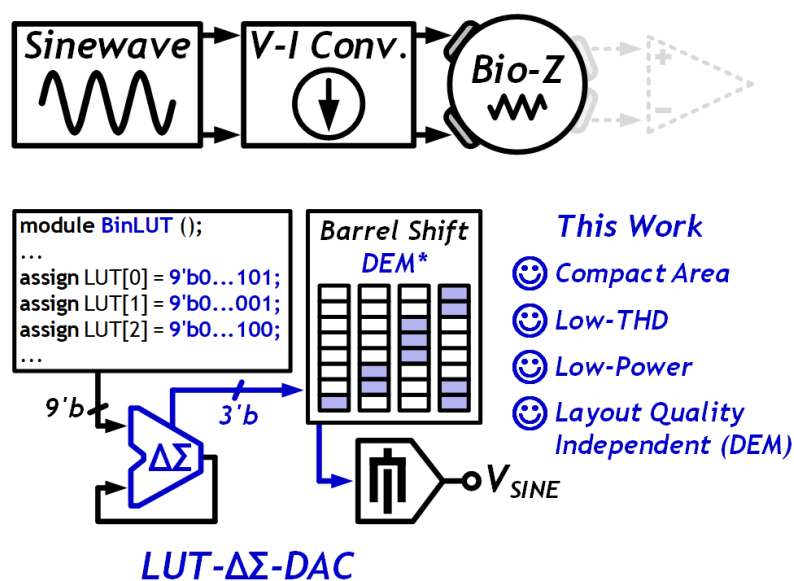 Sinewave
V-I Conv.
Bio-Z
+
−
module BinLUT ();
...
assign LUT[0] = 9'b0...101;
assign LUT[1] = 9'b0...001;
assign LUT[2] = 9'b0...100;
...
9'b
ΔΣ
3'b
Barrel Shift
DEM*
V_SINE
LUT-ΔΣ-DAC
This Work
Compact Area
Low-THD
Low-Power
Layout Quality
Independent (DEM)